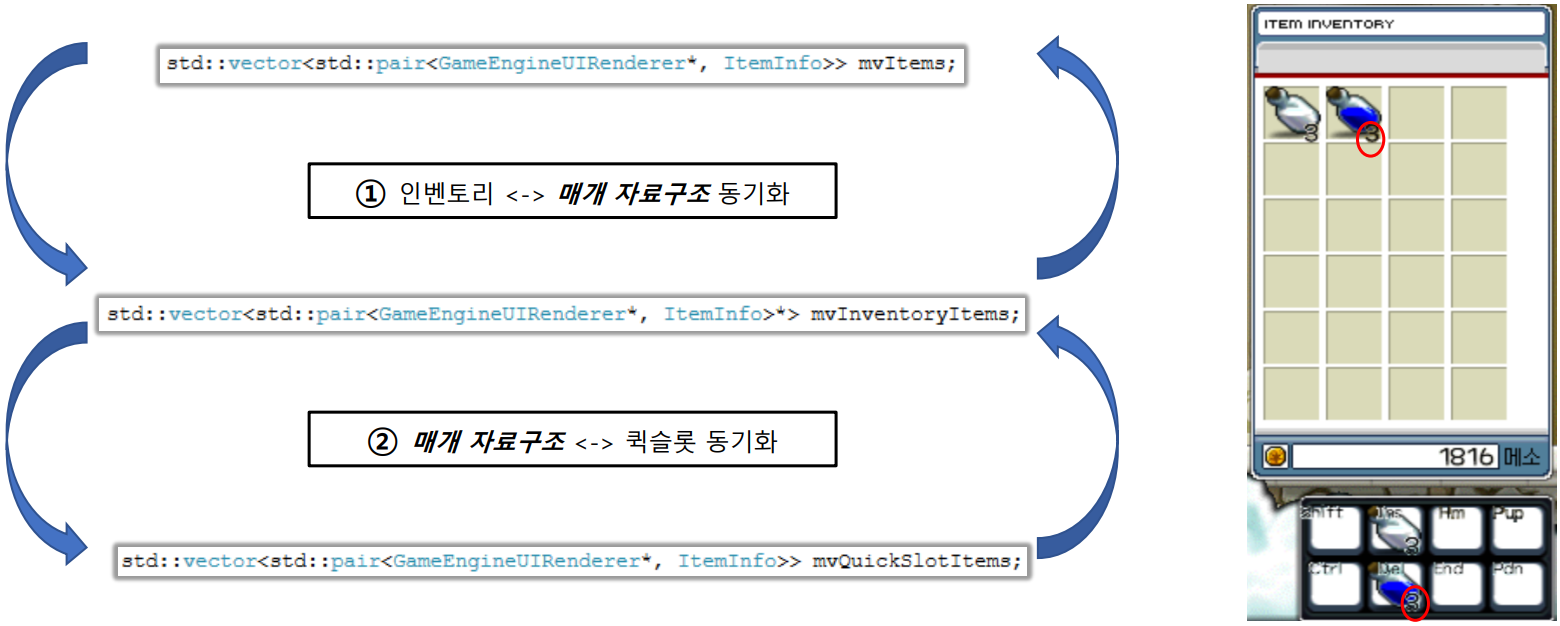 std::vector<std::pair<GameEngineUIRenderer*, ItemInfo>> mvItems;
① 인벤토리 <-> 매개 자료구조 동기화
std::vector<std::pair<GameEngineUIRenderer*, ItemInfo>*> mvInventoryItems;
② 매개 자료구조 <-> 퀵슬롯 동기화
std::vector<std::pair<GameEngineUIRenderer*, ItemInfo>> mvQuickSlotItems;
ITEM INVENTORY
3 3
1816 메소
Shift Ins Hm Pup
3
Ctrl Del End Pdn
3